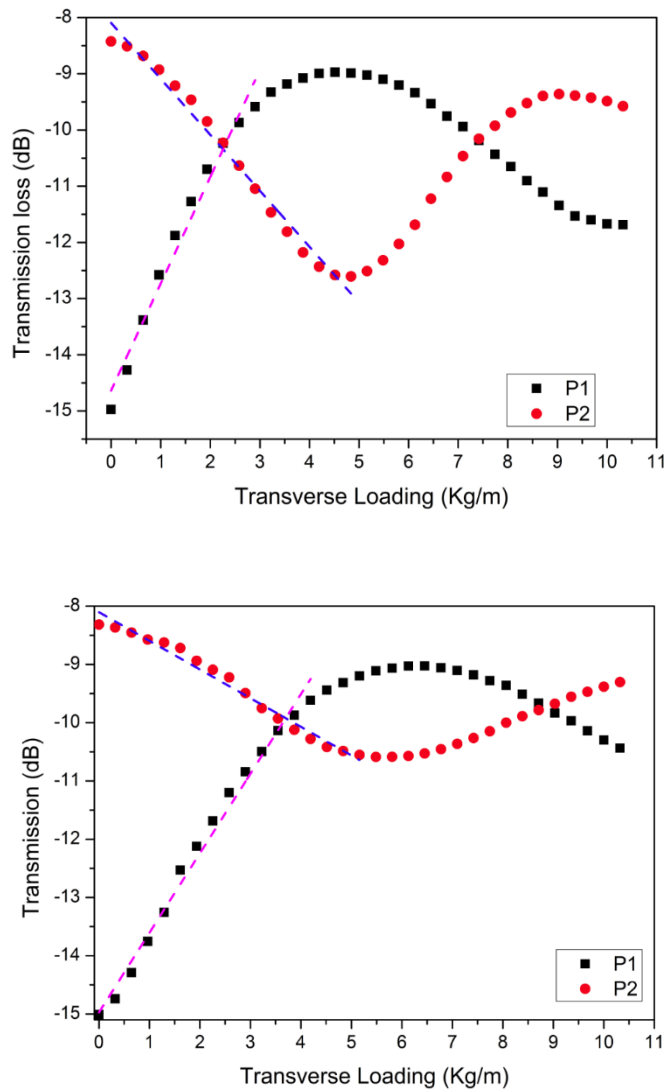 -8
-9
-10
-11
-12
-13
-14
-15
Transmission loss (dB)
P1
P2
0 1 2 3 4 5 6 7 8 9 10 11
Transverse Loading (Kg/m)
-8
-9
-10
-11
-12
-13
-14
-15
Transmission (dB)
P1
P2
0 1 2 3 4 5 6 7 8 9 10 11
Transverse Loading (Kg/m)